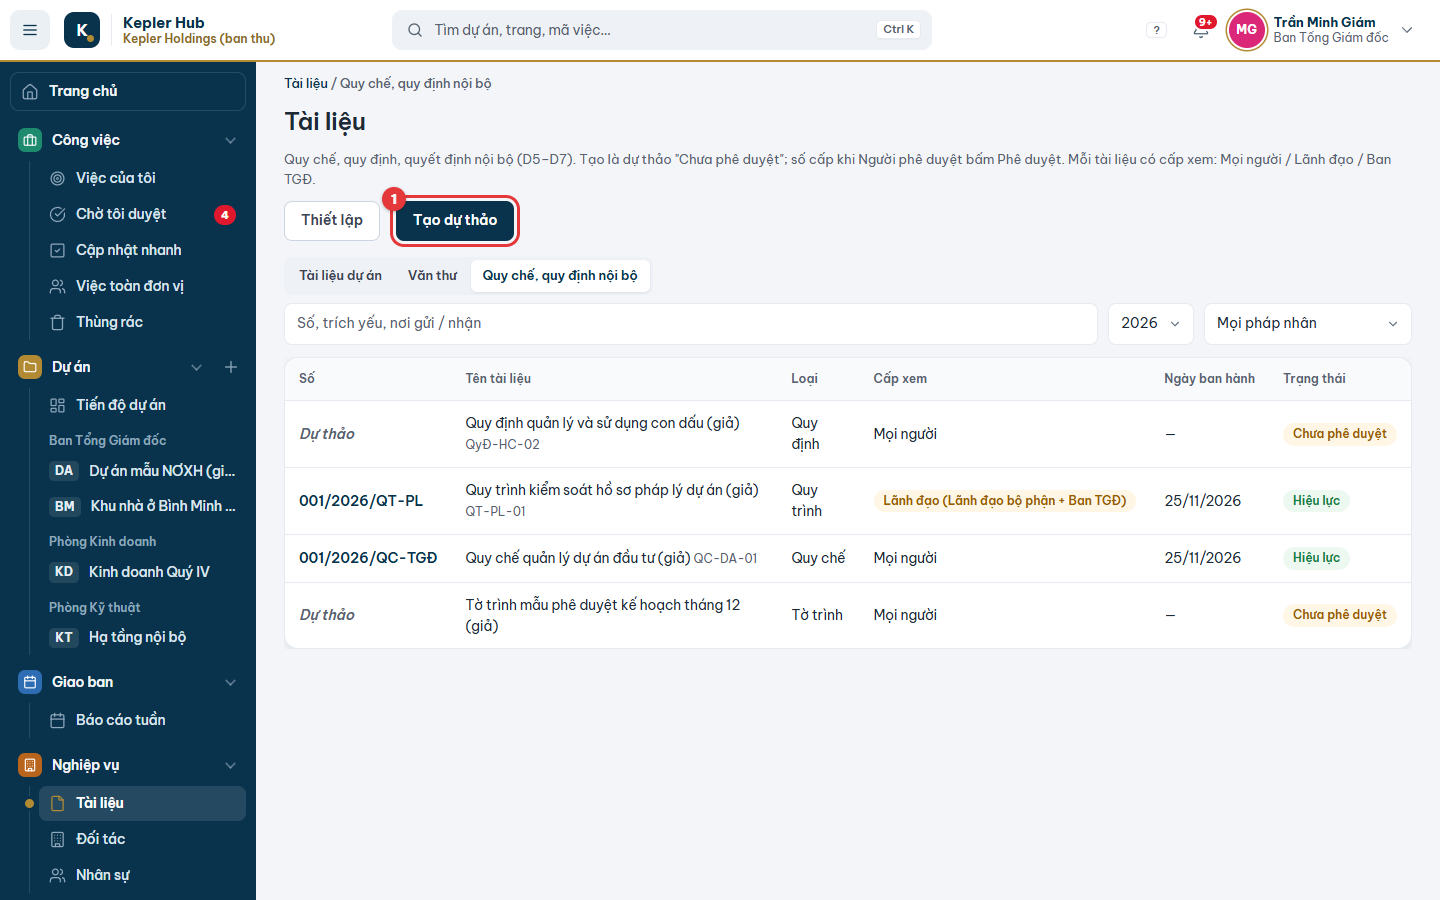 K
Kepler Hub
Kepler Holdings (ban thu)
Tìm dự án, trang, mã việc...
Ctrl K
?
9+
MG
Trần Minh Giám
Ban Tổng Giám đốc
Trang chủ
Công việc
Việc của tôi
Chờ tôi duyệt
4
Cập nhật nhanh
Việc toàn đơn vị
Thùng rác
Dự án
Tiến độ dự án
Ban Tổng Giám đốc
DA Dự án mẫu NƠXH (gi...
BM Khu nhà ở Bình Minh ...
Phòng Kinh doanh
KD Kinh doanh Quý IV
Phòng Kỹ thuật
KT Hạ tầng nội bộ
Giao ban
Báo cáo tuần
Nghiệp vụ
Tài liệu
Đối tác
Nhân sự
Tài liệu / Quy chế, quy định nội bộ
Tài liệu
Quy chế, quy định, quyết định nội bộ (D5–D7). Tạo là dự thảo "Chưa phê duyệt"; số cấp khi Người phê duyệt bấm Phê duyệt. Mỗi tài liệu có cấp xem: Mọi người / Lãnh đạo / Ban
TGĐ.
1
Thiết lập
Tạo dự thảo
Tài liệu dự án
Văn thư
Quy chế, quy định nội bộ
Số, trích yếu, nơi gửi / nhận
2026
Mọi pháp nhân
Số
Tên tài liệu
Loại
Cấp xem
Ngày ban hành
Trạng thái
Dự thảo
Quy định quản lý và sử dụng con dấu (giả)
QyĐ-HC-02
Quy
định
Mọi người
—
Chưa phê duyệt
001/2026/QT-PL
Quy trình kiểm soát hồ sơ pháp lý dự án (giả)
QT-PL-01
Quy
trình
Lãnh đạo (Lãnh đạo bộ phận + Ban TGĐ)
25/11/2026
Hiệu lực
001/2026/QC-TGĐ
Quy chế quản lý dự án đầu tư (giả) QC-DA-01
Quy chế
Mọi người
25/11/2026
Hiệu lực
Dự thảo
Tờ trình mẫu phê duyệt kế hoạch tháng 12
(giả)
Tờ trình
Mọi người
—
Chưa phê duyệt